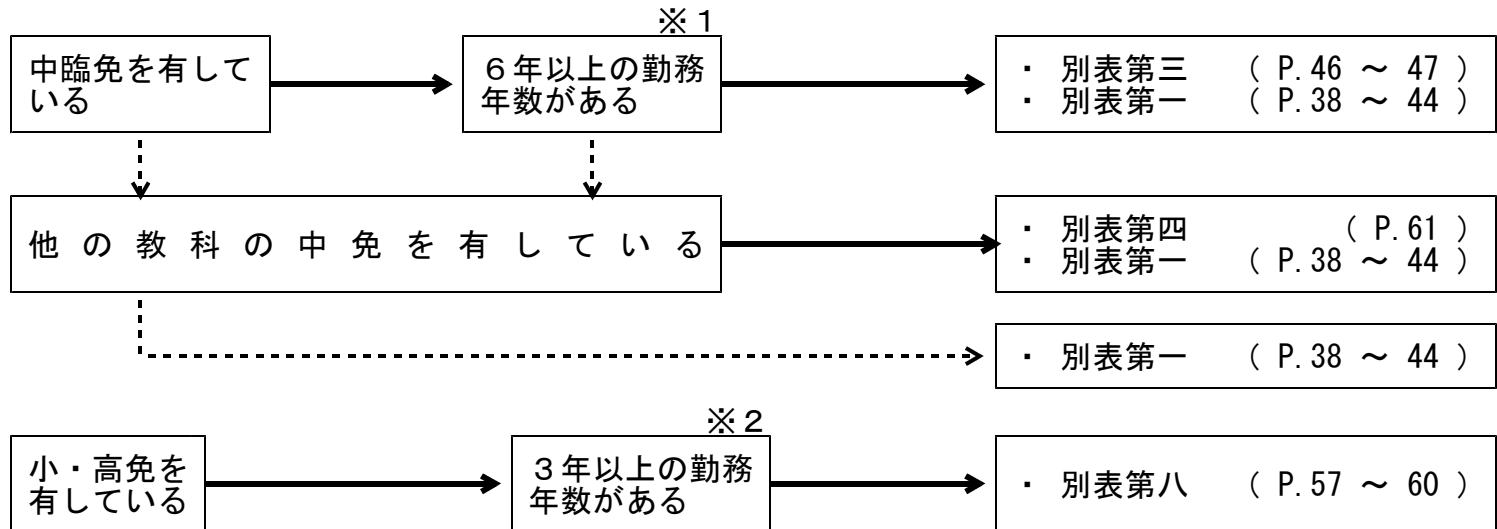 ※１
中臨免を有して
いる
６年以上の勤務
年数がある
・ 別表第三 （ P.46 ～ 47 ）
・ 別表第一 （ P.38 ～ 44 ）
他の教科の中免を有している
・ 別表第四 （ P.61 ）
・ 別表第一 （ P.38 ～ 44 ）
・ 別表第一 （ P.38 ～ 44 ）
※２
小・高免を
有している
３年以上の勤務
年数がある
・ 別表第八 （ P.57 ～ 60 ）